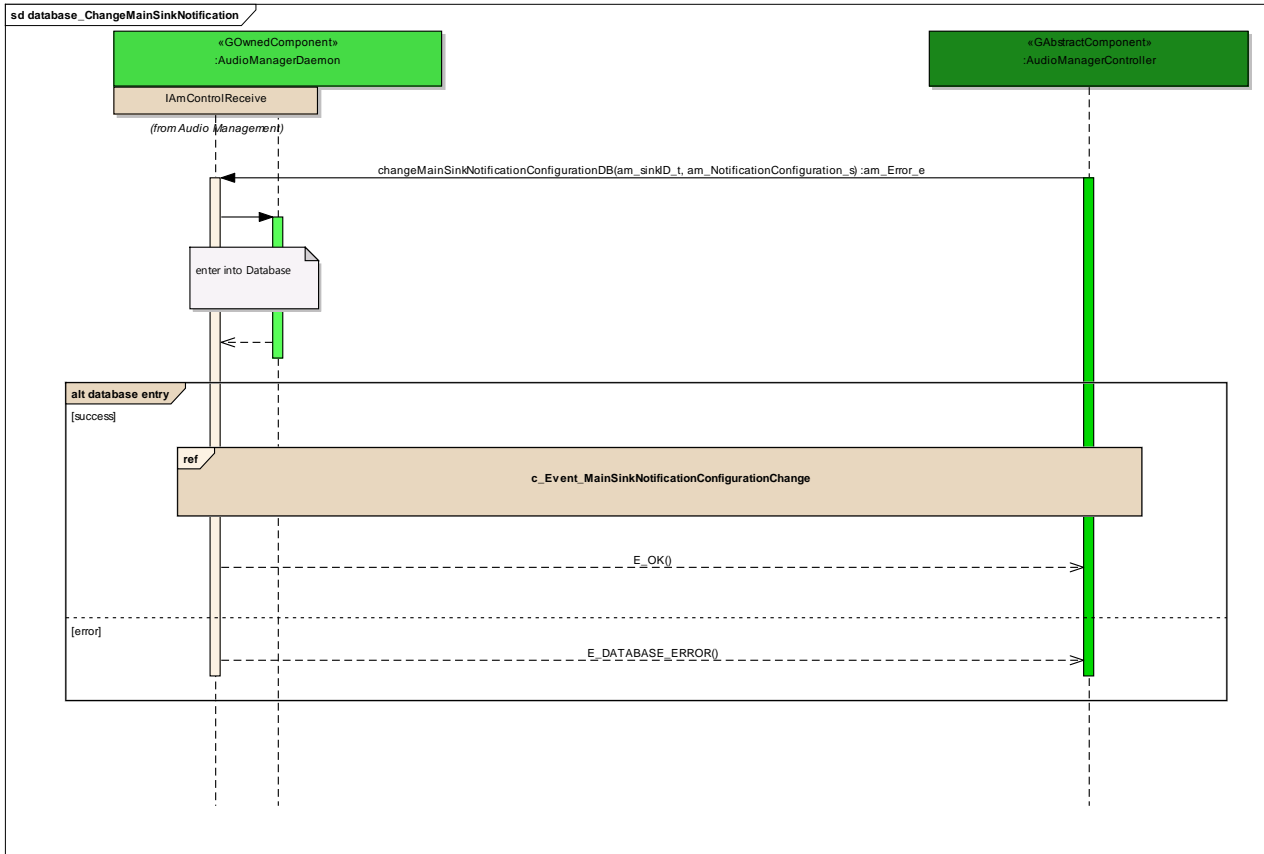 sd database_ChangeMainSinkNotification
«GOwnedComponent»
:AudioManagerDaemon
«GAbstractComponent»
:AudioManagerController
IAmControlReceive
(from Audio Management)
changeMainSinkNotificationConfigurationDB(am_sinkID_t, am_NotificationConfiguration_s) :am_Error_e
enter into Database
alt database entry
[success]
ref
c_Event_MainSinkNotificationConfigurationChange
E_OK()
[error]
E_DATABASE_ERROR()